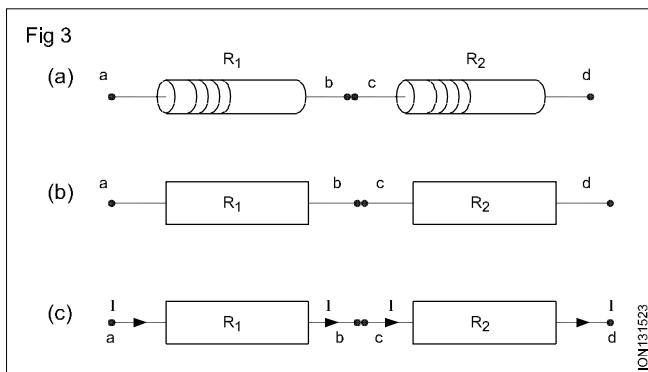 Fig 3
(a) a R1 b c R2 d
(b) a R1 b c R2 d
(c) I a R1 I b I c R2 I d
ION131523